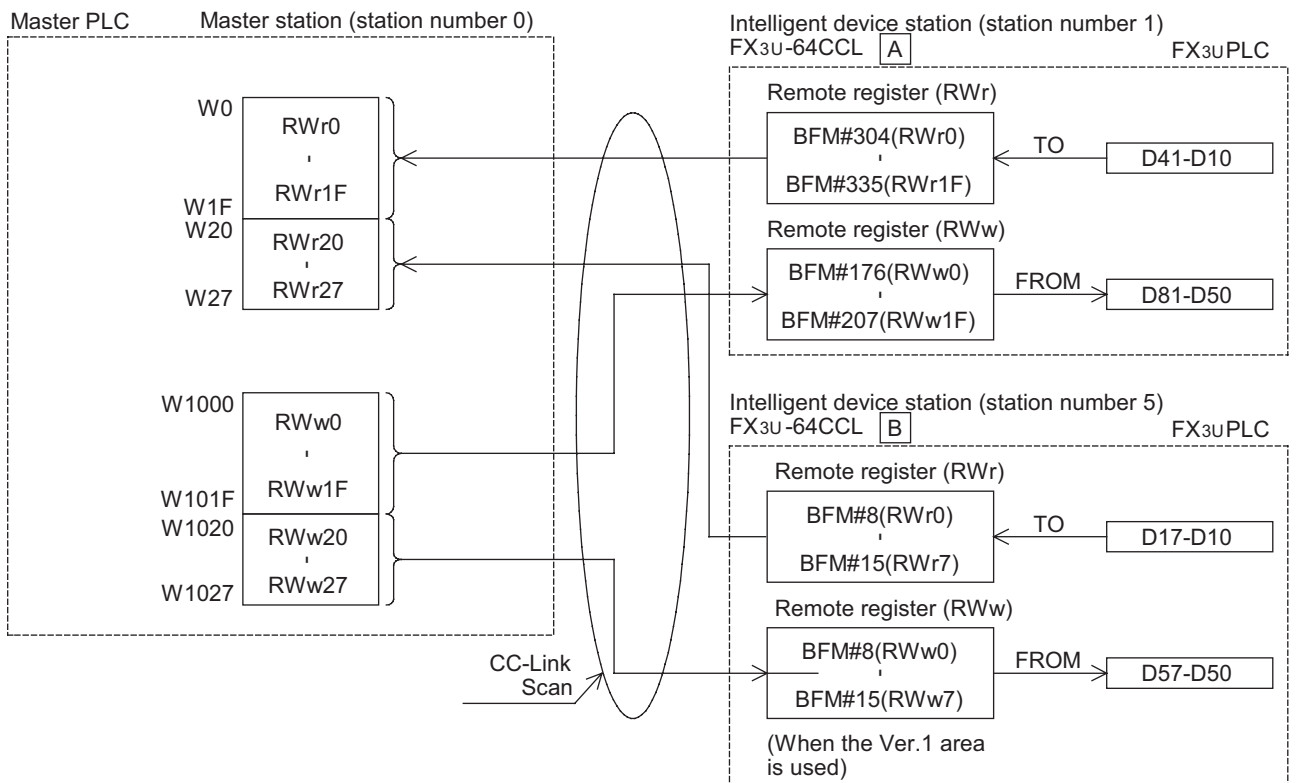 Master PLC
Master station (station number 0)
W0
RWr0
RWr1F
W1F
W20
RWr20
RWr27
W27
W1000
RWw0
RWw1F
W101F
W1020
RWw20
RWw27
W1027
CC-Link
Scan
Intelligent device station (station number 1)
FX3U-64CCL A FX3UPLC
Remote register (RWr)
BFM#304(RWr0)
BFM#335(RWr1F)
TO
D41-D10
Remote register (RWw)
BFM#176(RWw0)
BFM#207(RWw1F)
FROM
D81-D50
Intelligent device station (station number 5)
FX3U-64CCL B FX3UPLC
Remote register (RWr)
BFM#8(RWr0)
BFM#15(RWr7)
TO
D17-D10
Remote register (RWw)
BFM#8(RWw0)
BFM#15(RWw7)
FROM
D57-D50
(When the Ver.1 area
is used)